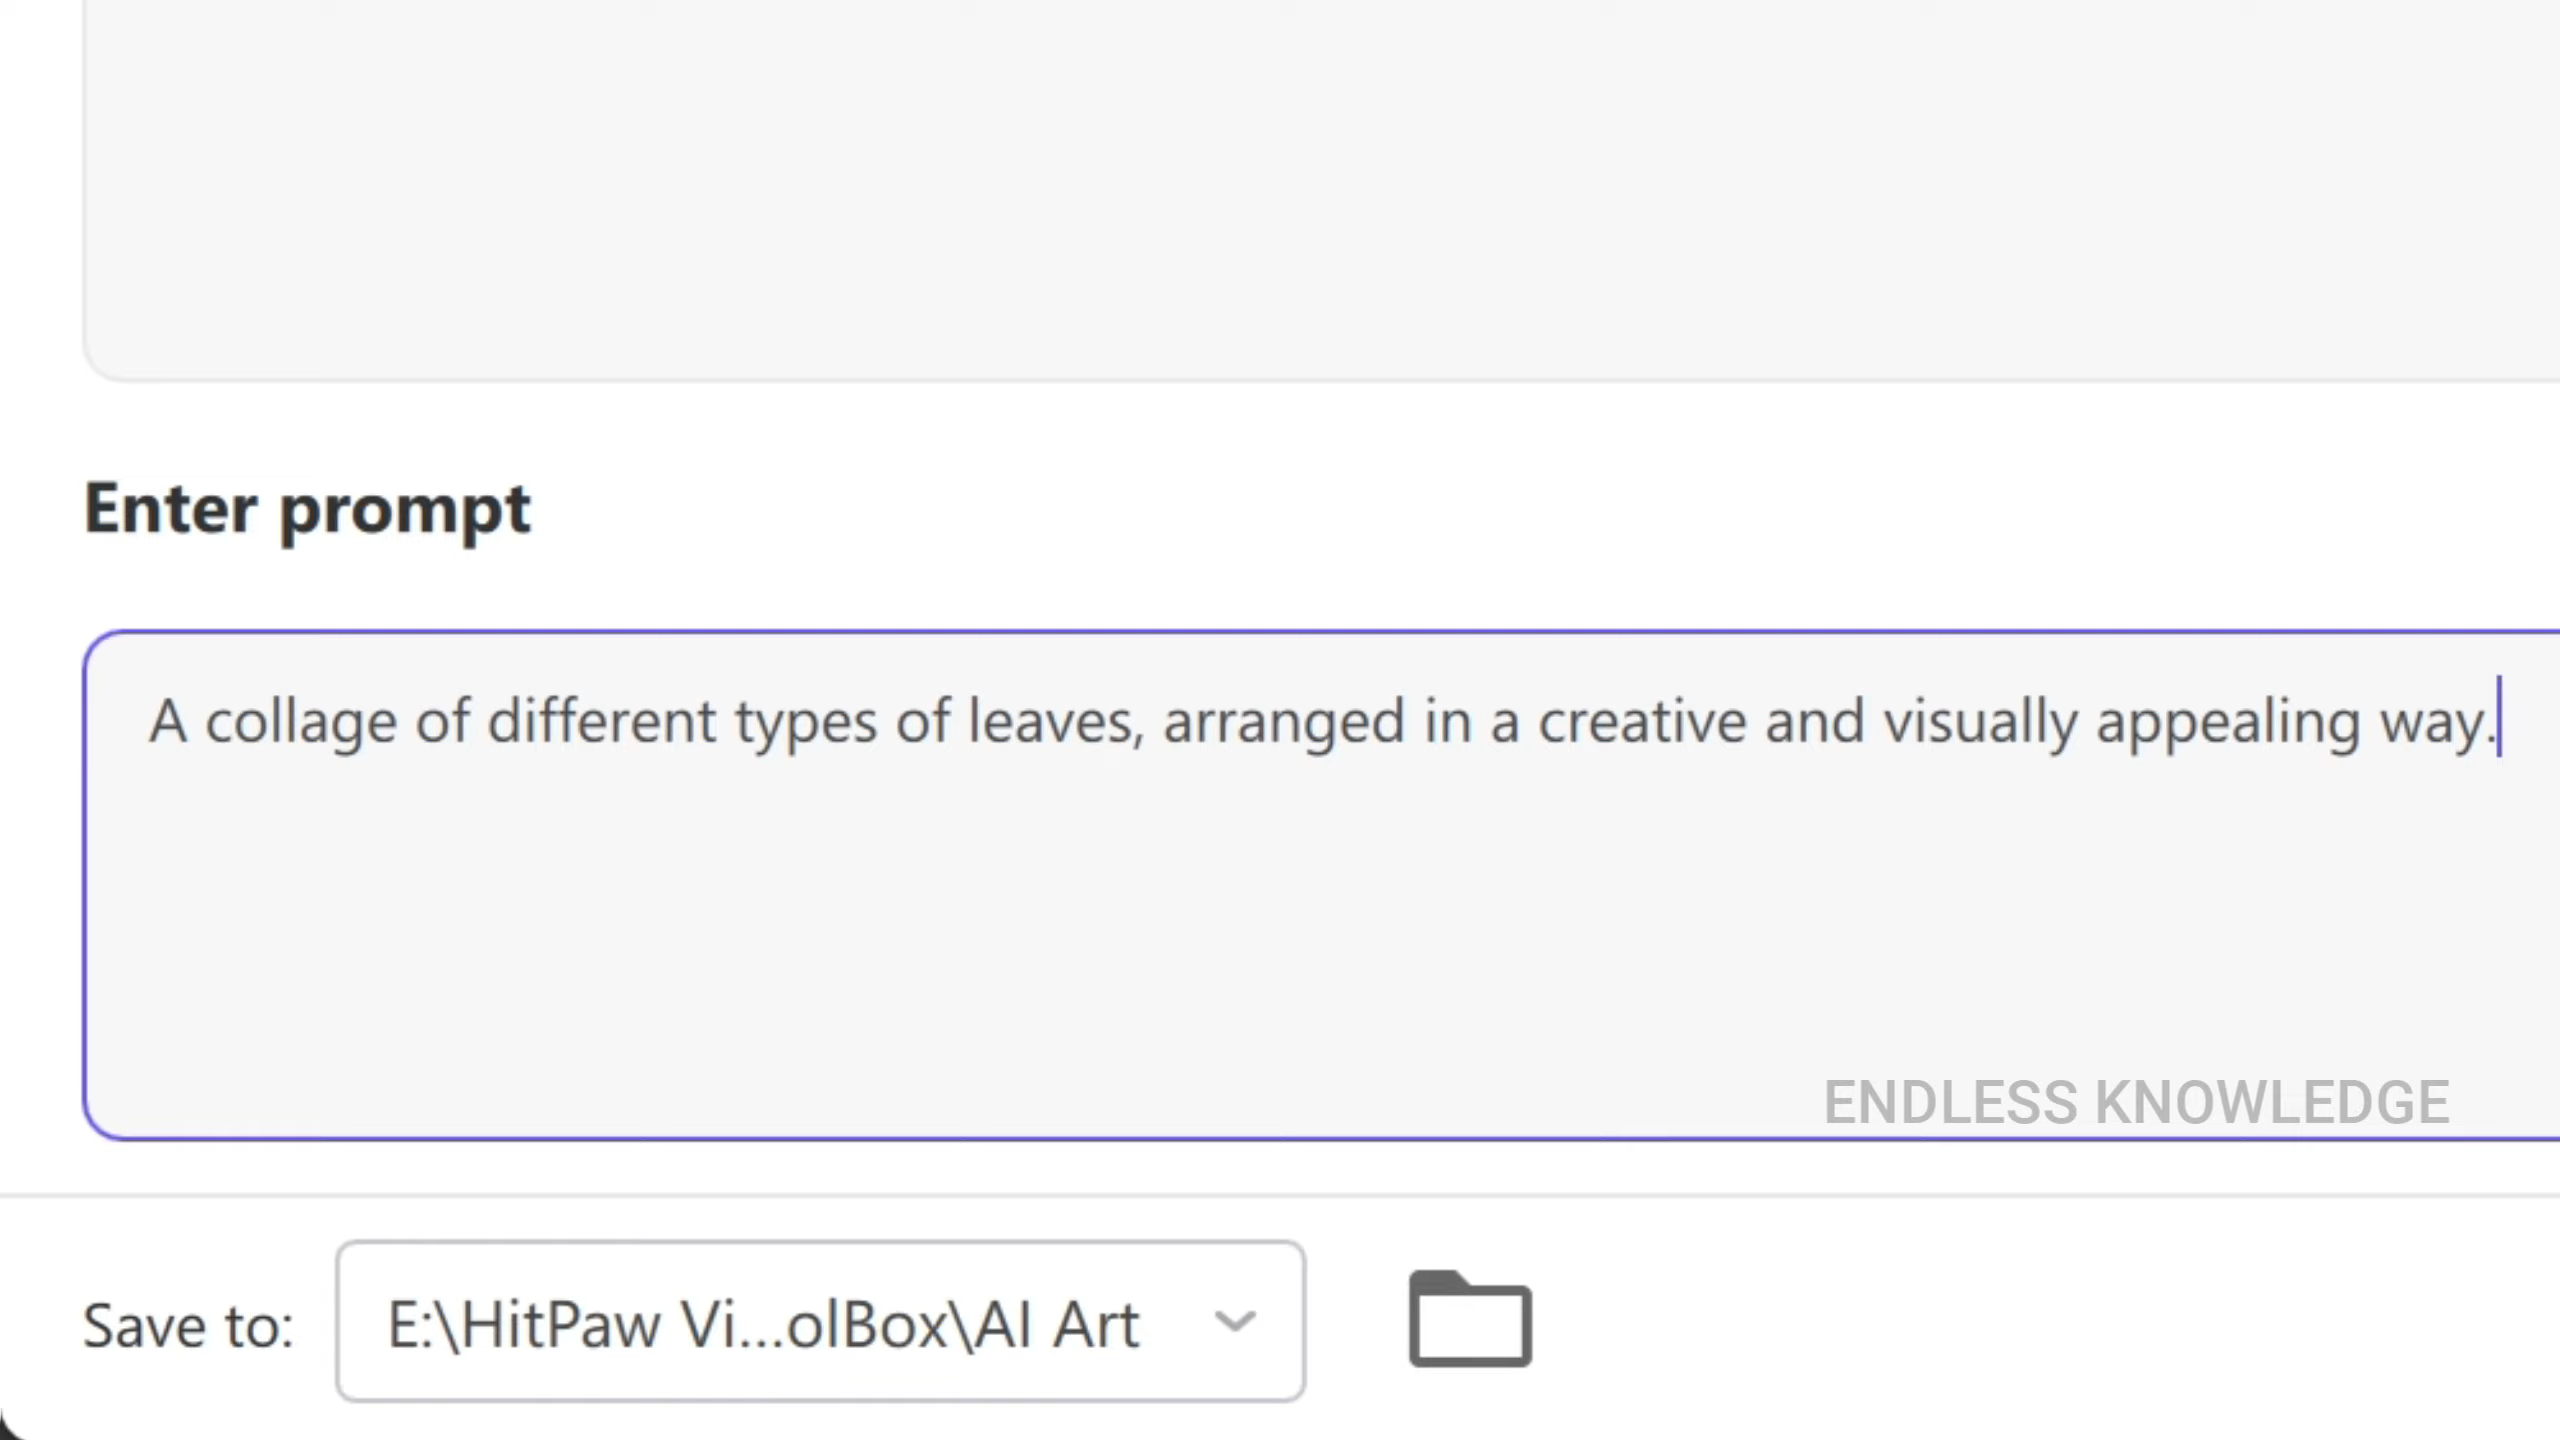 Enter prompt
A collage of different types of leaves, arranged in a creative and visually appealing way.
ENDLESS KNOWLEDGE
Save to: E:\HitPaw Vi...olBox\AI Art